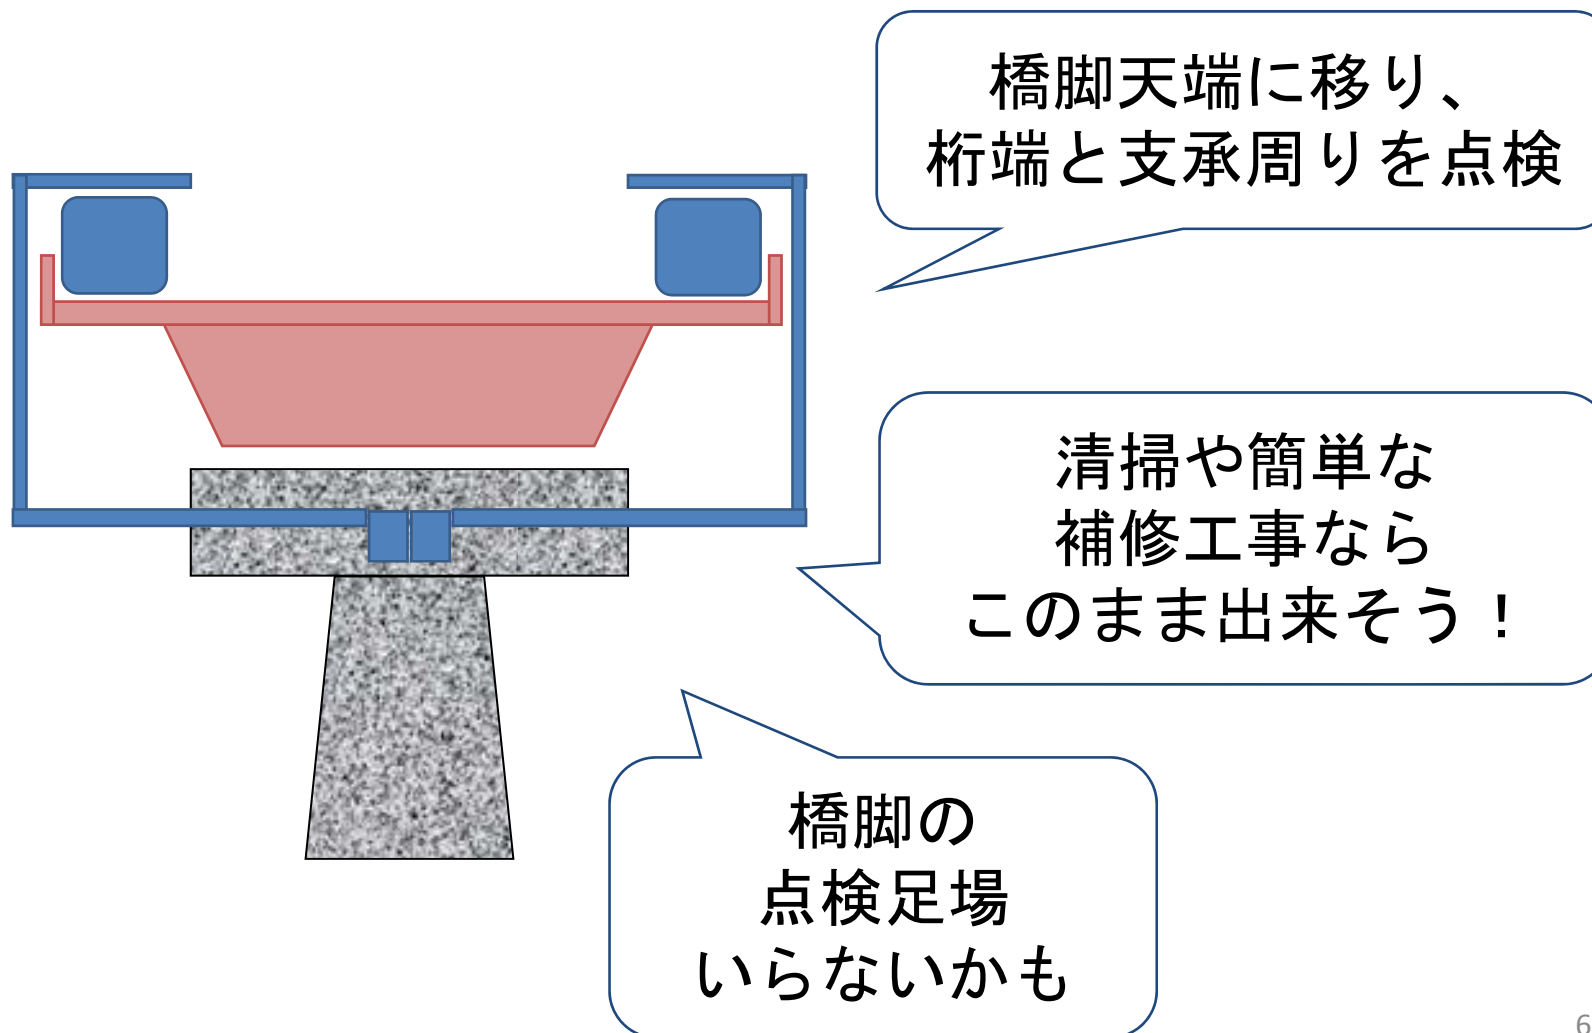 橋脚天端に移り、
桁端と支承周りを点検
清掃や簡単な
補修工事なら
このまま出来そう！
橋脚の
点検足場
いらないかも
6